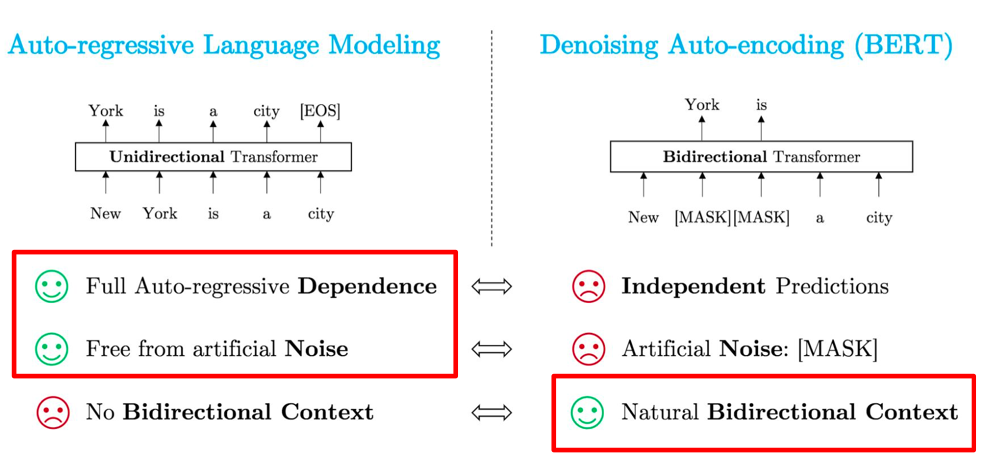 Auto-regressive Language Modeling
York is a city [EOS]
Unidirectional Transformer
New York is a city
Denoising Auto-encoding (BERT)
York is
Bidirectional Transformer
New [MASK][MASK] a city
Full Auto-regressive Dependence
Independent Predictions
Free from artificial Noise
Artificial Noise: [MASK]
No Bidirectional Context
Natural Bidirectional Context